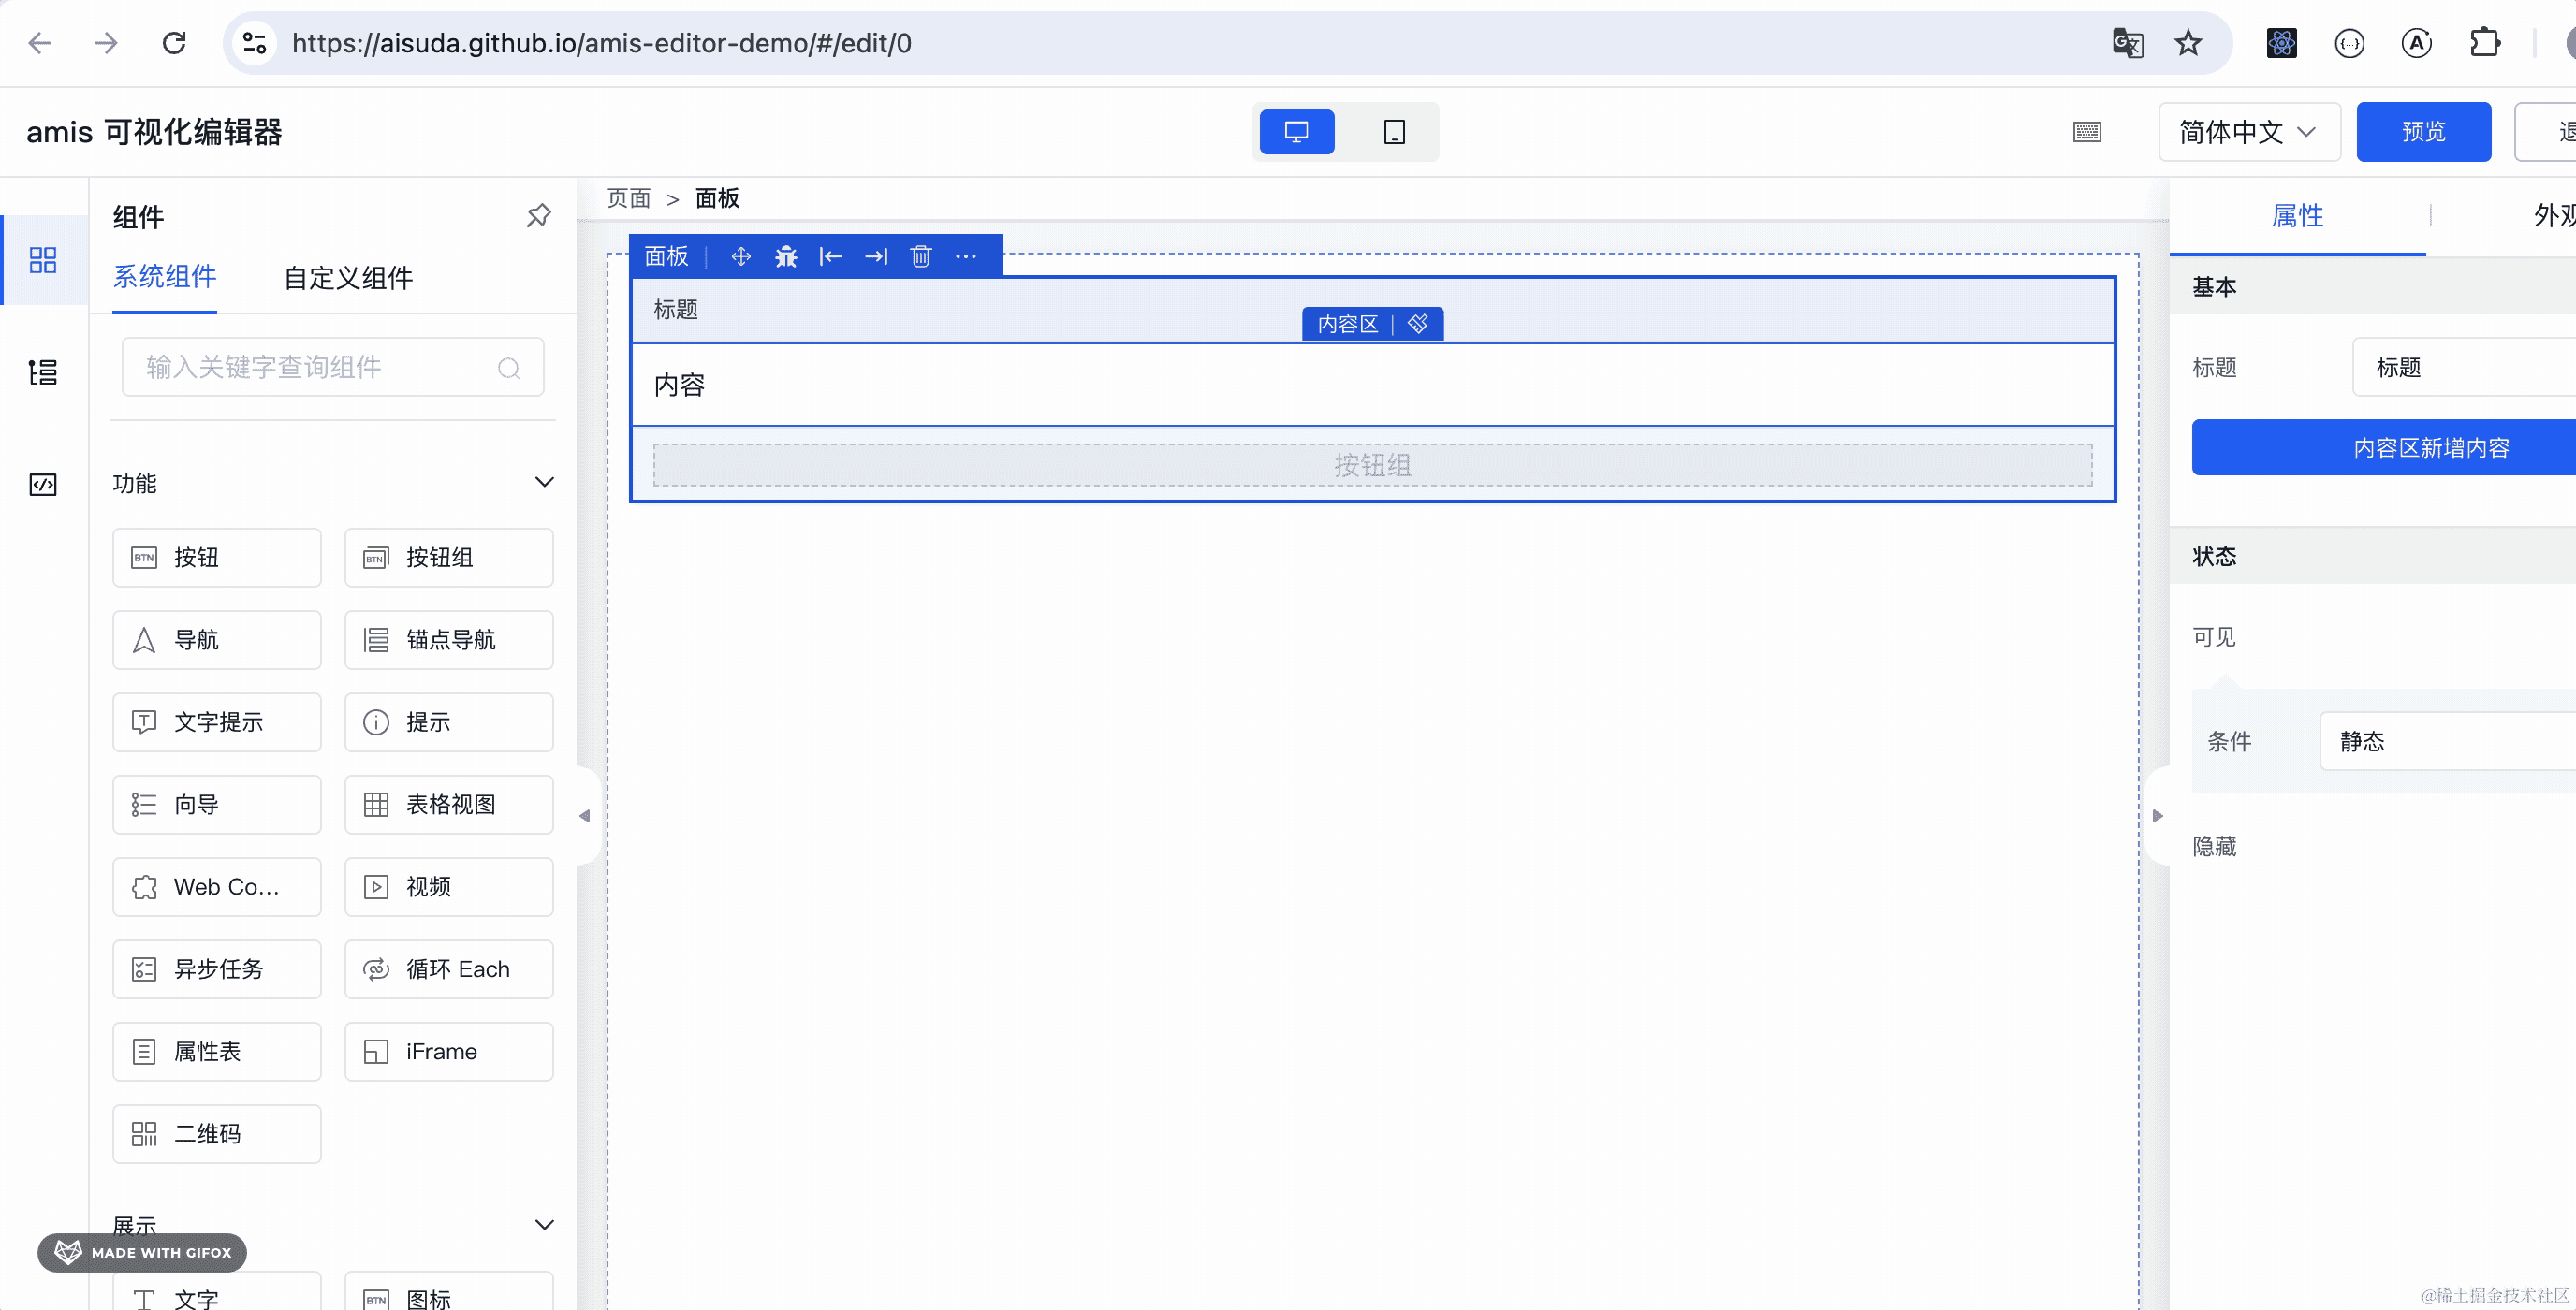 https://aisuda.github.io/amis-editor-demo/#/edit/0
amis 可视化编辑器
简体中文
预览
退
组件
系统组件
自定义组件
输入关键字查询组件
功能
BTN 按钮
BTN 按钮组
导航
锚点导航
文字提示
提示
向导
表格视图
Web Co...
视频
异步任务
循环 Each
属性表
iFrame
二维码
展示
MADE WITH GIFOX
文字
BTN 图标
页面 > 面板
面板
标题
内容区
内容
按钮组
属性
外观
基本
标题
标题
内容区新增内容
状态
可见
条件
静态
隐藏
@稀土掘金技术社区